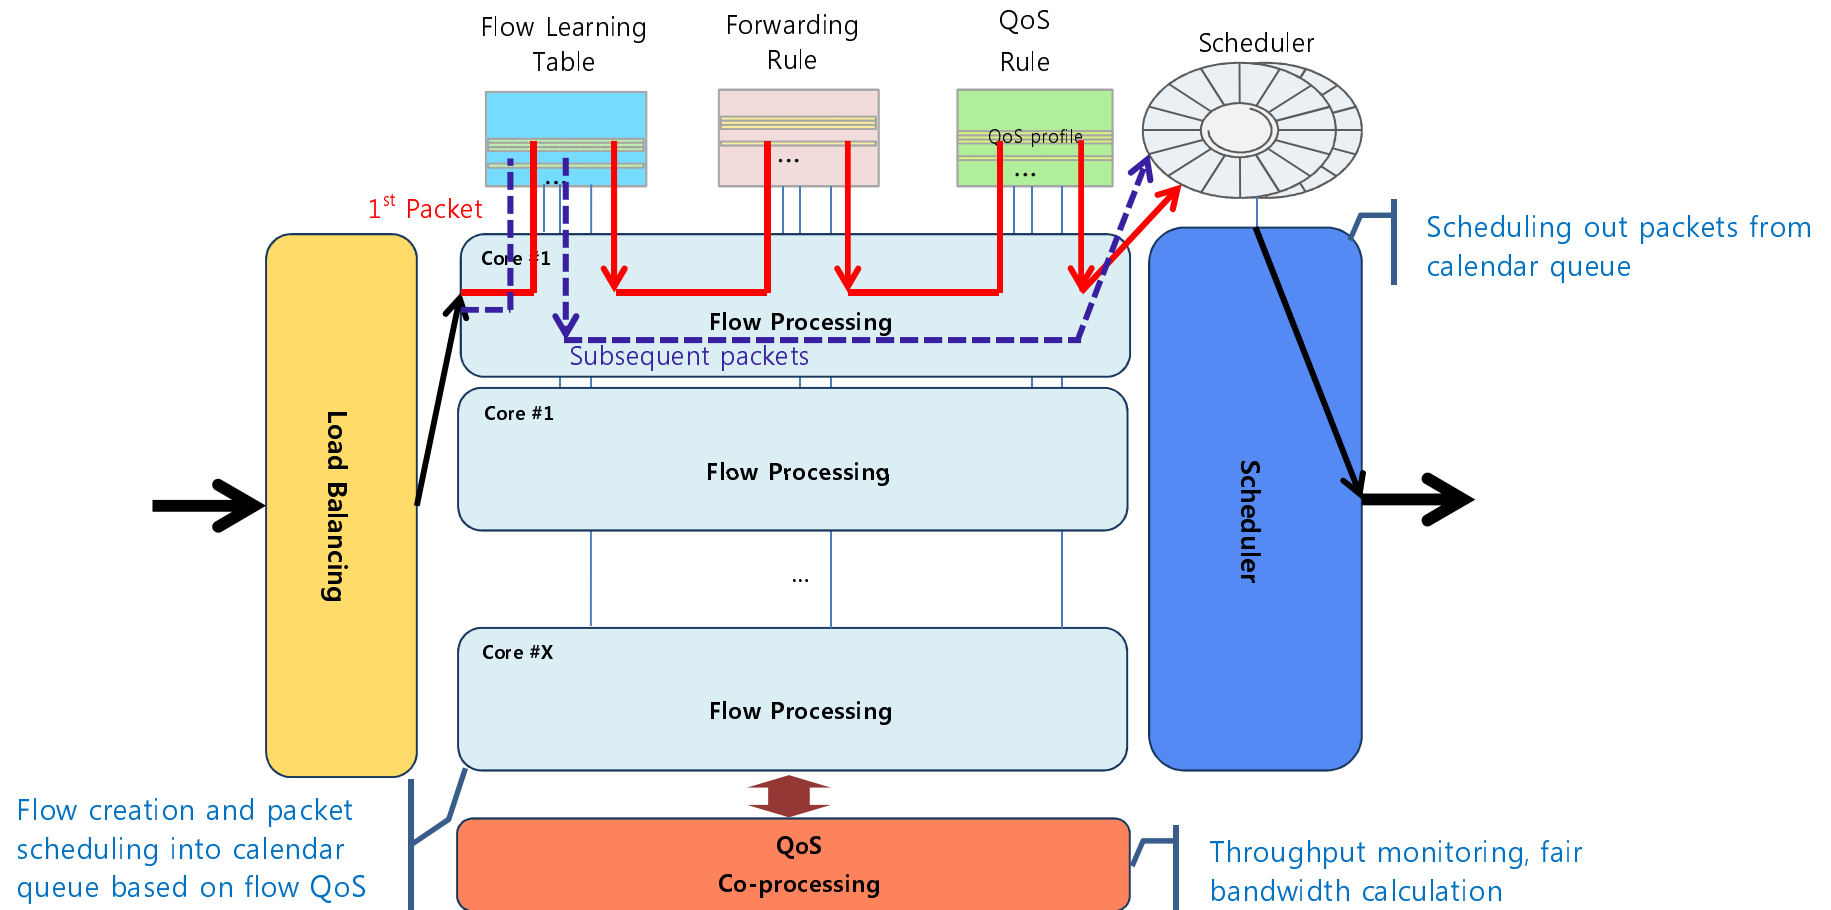 Flow Learning
Table
Forwarding
Rule
QoS
Rule
Scheduler
QoS profile
...
...
...
1st Packet
Core #1
Flow Processing
Subsequent packets
Scheduling out packets from
calendar queue
Load Balancing
Core #1
Flow Processing
Scheduler
...
Core #X
Flow Processing
Flow creation and packet
scheduling into calendar
queue based on flow QoS
QoS
Co-processing
Throughput monitoring, fair
bandwidth calculation